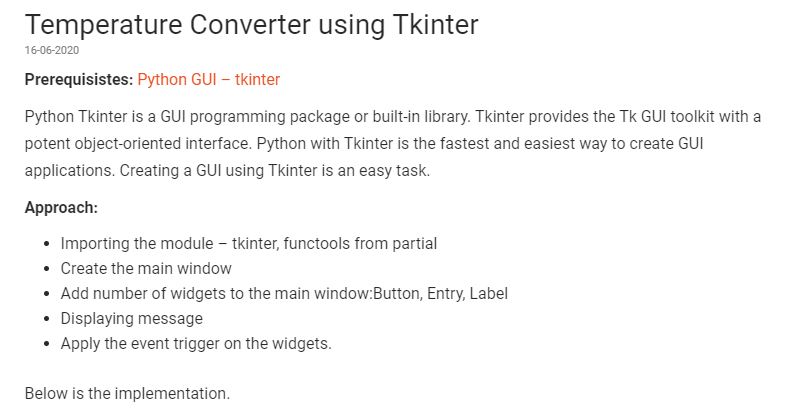 Temperature Converter using Tkinter
16-06-2020
Prerequisistes: Python GUI – tkinter
Python Tkinter is a GUI programming package or built-in library. Tkinter provides the Tk GUI toolkit with a
potent object-oriented interface. Python with Tkinter is the fastest and easiest way to create GUI
applications. Creating a GUI using Tkinter is an easy task.
Approach:
• Importing the module – tkinter, functools from partial
• Create the main window
• Add number of widgets to the main window:Button, Entry, Label
• Displaying message
• Apply the event trigger on the widgets.
Below is the implementation.